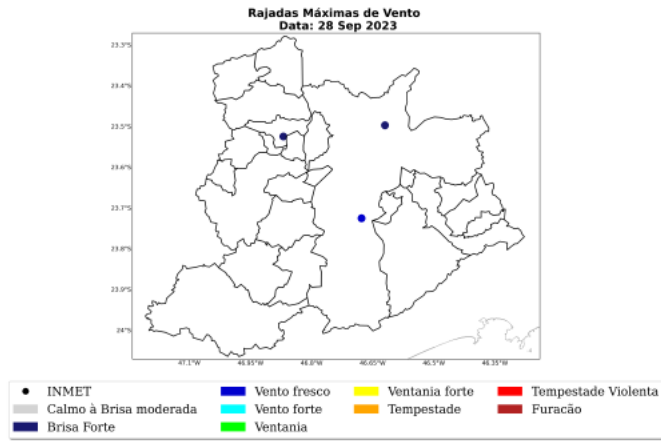 Rajadas Máximas de Vento
Data: 28 Sep 2023
23.3°S
23.4°S
23.5°S
23.6°S
23.7°S
23.8°S
23.9°S
24°S
47.1°W 46.95°W 46.8°W 46.65°W 46.5°W 46.35°W
INMET Vento fresco Ventania forte Tempestade Violenta
Calmo à Brisa moderada Vento forte Tempestade Furacão
Brisa Forte Ventania